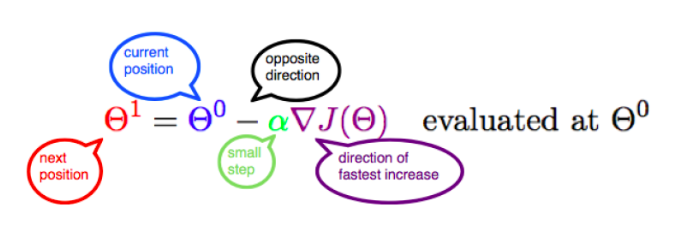 current
position
opposite
direction
Θ¹ = Θ⁰ − α∇J(Θ) evaluated at Θ⁰
next
position
small
step
direction of
fastest increase